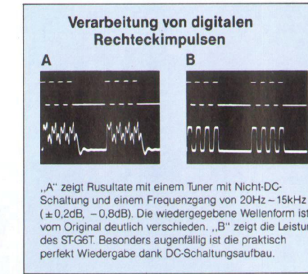 Verarbeitung von digitalen
Rechteckimpulsen
A B
„A” zeigt Rusultate mit einem Tuner mit Nicht-DC-
Schaltung und einem Frequenzgang von 20Hz – 15kHz
(±0,2dB, –0,8dB). Die wiedergegebene Wellenform ist
vom Original deutlich verschieden. „B” zeigt die Leistun
des ST-G6T. Besonders augenfällig ist die praktisch
perfekt Wiedergabe dank DC-Schaltungsaufbau.